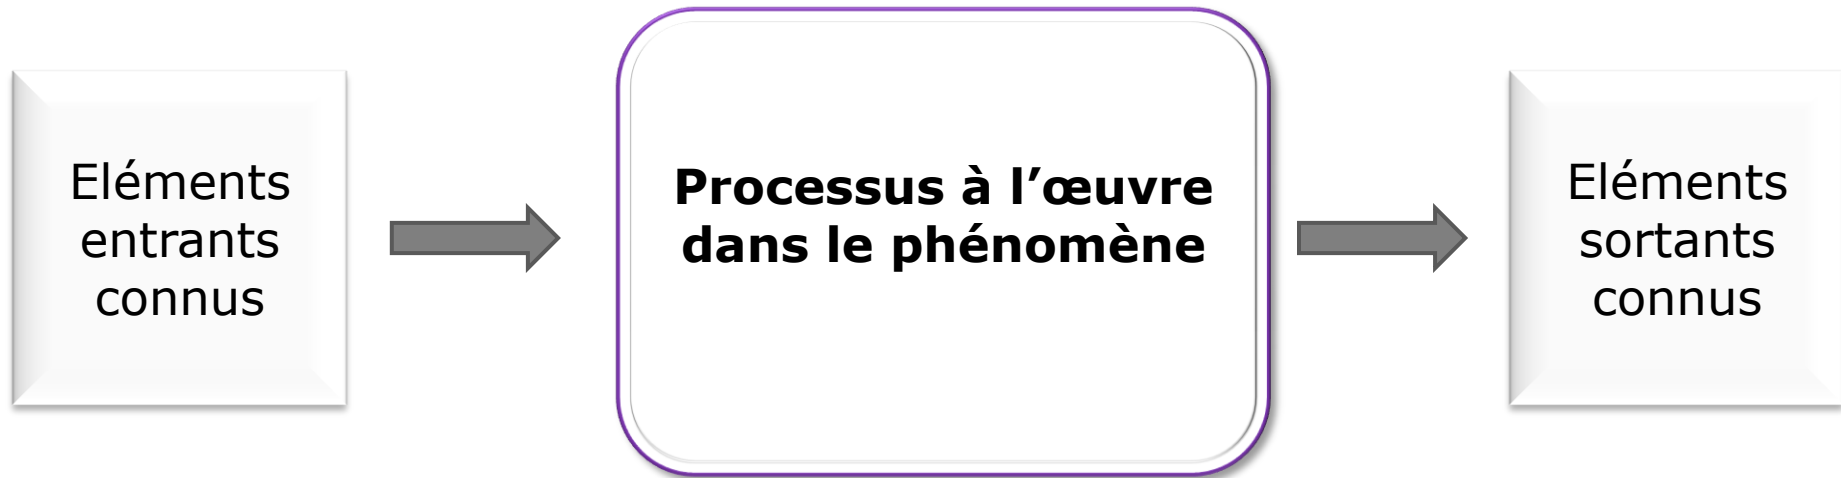 Eléments
entrants
connus
Processus à l’œuvre
dans le phénomène
Eléments
sortants
connus